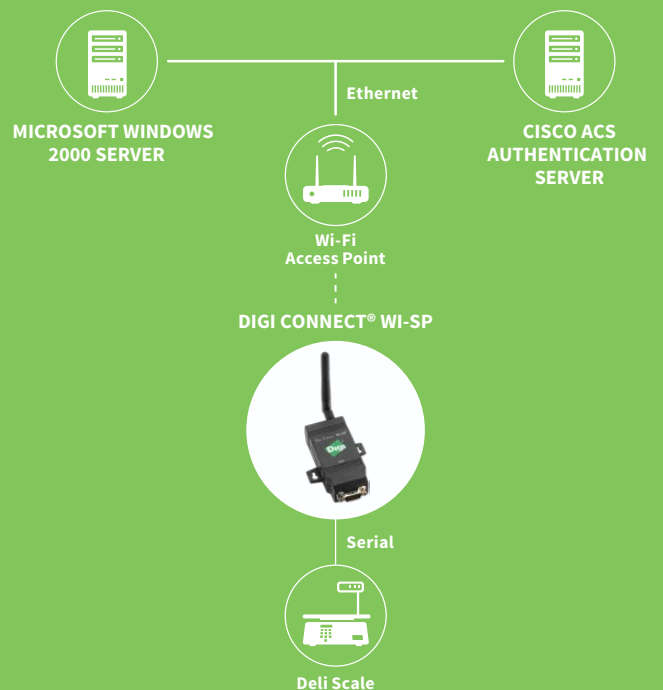 MICROSOFT WINDOWS
2000 SERVER
Ethernet
CISCO ACS
AUTHENTICATION
SERVER
Wi-Fi
Access Point
DIGI CONNECT® WI-SP
Digi
Serial
Deli Scale